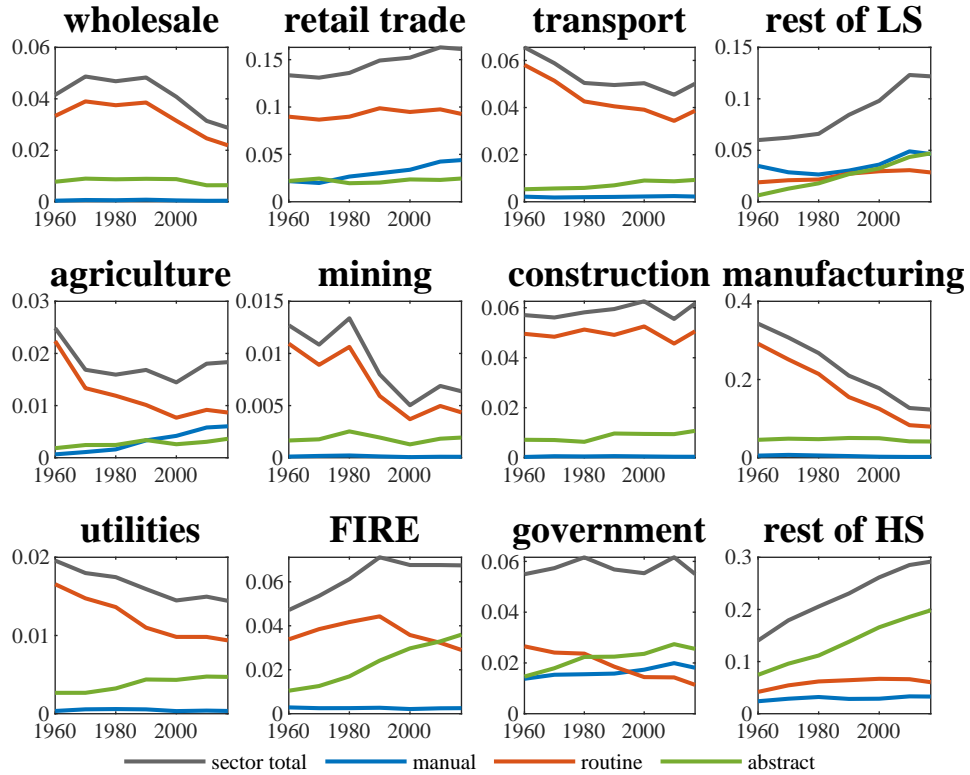 wholesale retail trade transport rest of LS
0.06 0.15 0.06 0.15
0.04 0.1 0.04 0.1
0.02 0.05 0.02 0.05
0 0 0 0
1960 1980 2000 1960 1980 2000 1960 1980 2000 1960 1980 2000
agriculture mining construction manufacturing
0.03 0.015 0.06 0.4
0.02 0.01 0.04 0.2
0.01 0.005 0.02
0 0 0 0
1960 1980 2000 1960 1980 2000 1960 1980 2000 1960 1980 2000
utilities FIRE government rest of HS
0.02 0.06 0.06 0.3
0.01 0.04 0.04 0.2
0.02 0.02 0.1
0 0 0 0
1960 1980 2000 1960 1980 2000 1960 1980 2000 1960 1980 2000
sector total manual routine abstract